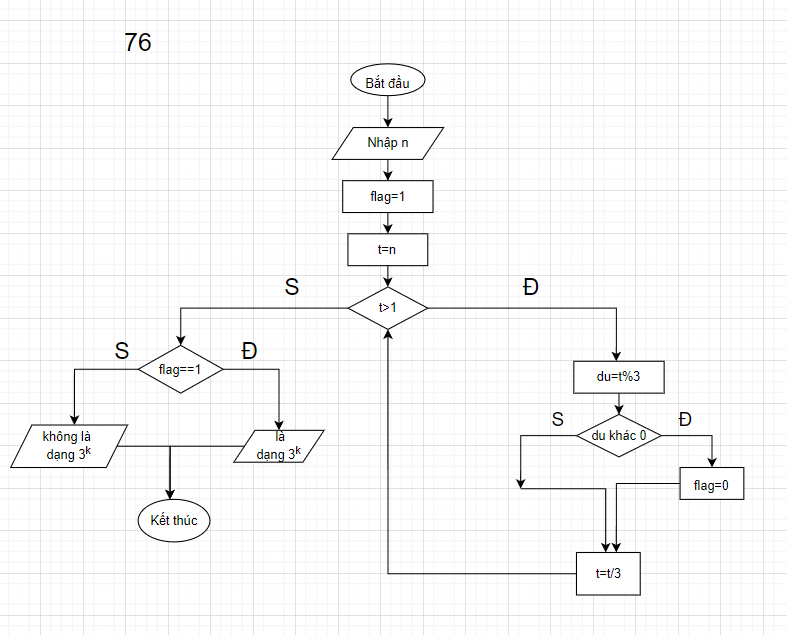 76
Bắt đầu
Nhập n
flag=1
t=n
S
Đ
t>1
S
Đ
flag==1
du=t%3
không là
dạng 3^k
là
dạng 3^k
S
Đ
du khác 0
flag=0
Kết thúc
t=t/3